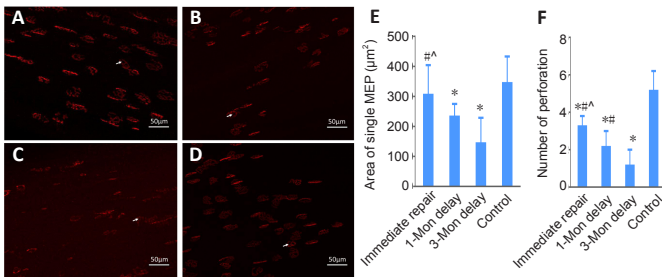 A
50μm
B
50μm
C
50μm
D
50μm
E
Area of single MEP (μm²)
500
400
300
200
100
0
#^
*
*
Immediate repair
1-Mon delay
3-Mon delay
Control
F
Number of perforation
8
6
4
2
0
*#^
*#
*
Immediate repair
1-Mon delay
3-Mon delay
Control